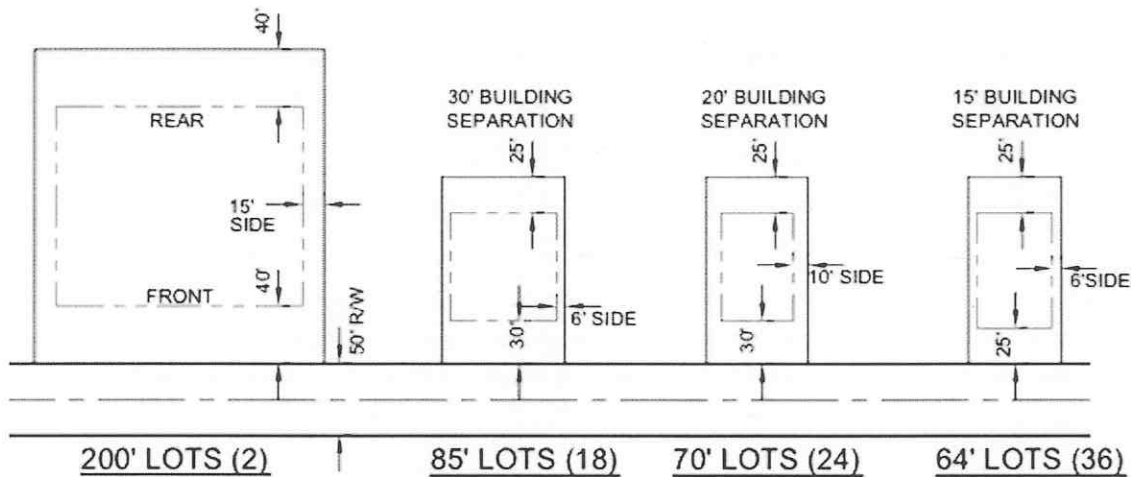 40'
REAR
15'
SIDE
40'
FRONT
50' R/W
30' BUILDING
SEPARATION
25'
6' SIDE
30'
20' BUILDING
SEPARATION
25'
10' SIDE
30'
15' BUILDING
SEPARATION
25'
6'SIDE
25'
200' LOTS (2)
85' LOTS (18)
70' LOTS (24)
64' LOTS (36)